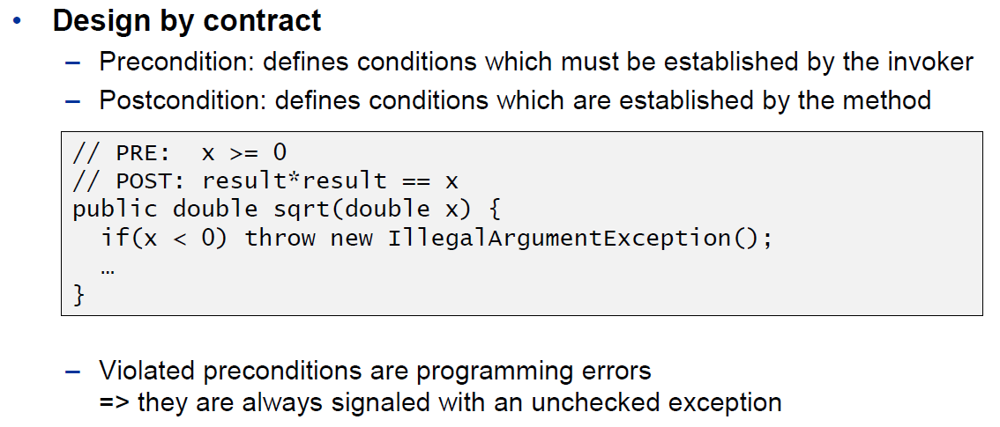 • Design by contract
– Precondition: defines conditions which must be established by the invoker
– Postcondition: defines conditions which are established by the method
// PRE:  x >= 0
// POST: result*result == x
public double sqrt(double x) {
  if(x < 0) throw new IllegalArgumentException();
  …
}
– Violated preconditions are programming errors
=> they are always signaled with an unchecked exception